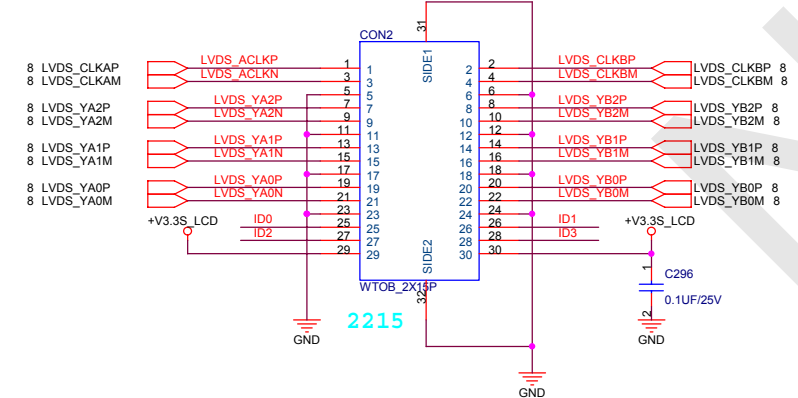 31
CON2
SIDE1
8 LVDS_CLKAP LVDS_ACLKP 1 1 2 2 LVDS_CLKBP LVDS_CLKBP 8
8 LVDS_CLKAM LVDS_ACLKN 3 3 4 4 LVDS_CLKBM LVDS_CLKBM 8
5 5 6 6
8 LVDS_YA2P LVDS_YA2P 7 7 8 8 LVDS_YB2P LVDS_YB2P 8
8 LVDS_YA2M LVDS_YA2N 9 9 10 10 LVDS_YB2M LVDS_YB2M 8
11 11 12 12
8 LVDS_YA1P LVDS_YA1P 13 13 14 14 LVDS_YB1P LVDS_YB1P 8
8 LVDS_YA1M LVDS_YA1N 15 15 16 16 LVDS_YB1M LVDS_YB1M 8
17 17 18 18
8 LVDS_YA0P LVDS_YA0P 19 19 20 20 LVDS_YB0P LVDS_YB0P 8
8 LVDS_YA0M LVDS_YA0N 21 21 22 22 LVDS_YB0M LVDS_YB0M 8
23 23 24 24
+V3.3S_LCD ID0 25 25 26 26 ID1 +V3.3S_LCD
ID2 27 27 28 28 ID3
29 29 30 30
SIDE2
1
C296
WTOB_2X15P
32
0.1UF/25V
2
2215
GND
GND
GND